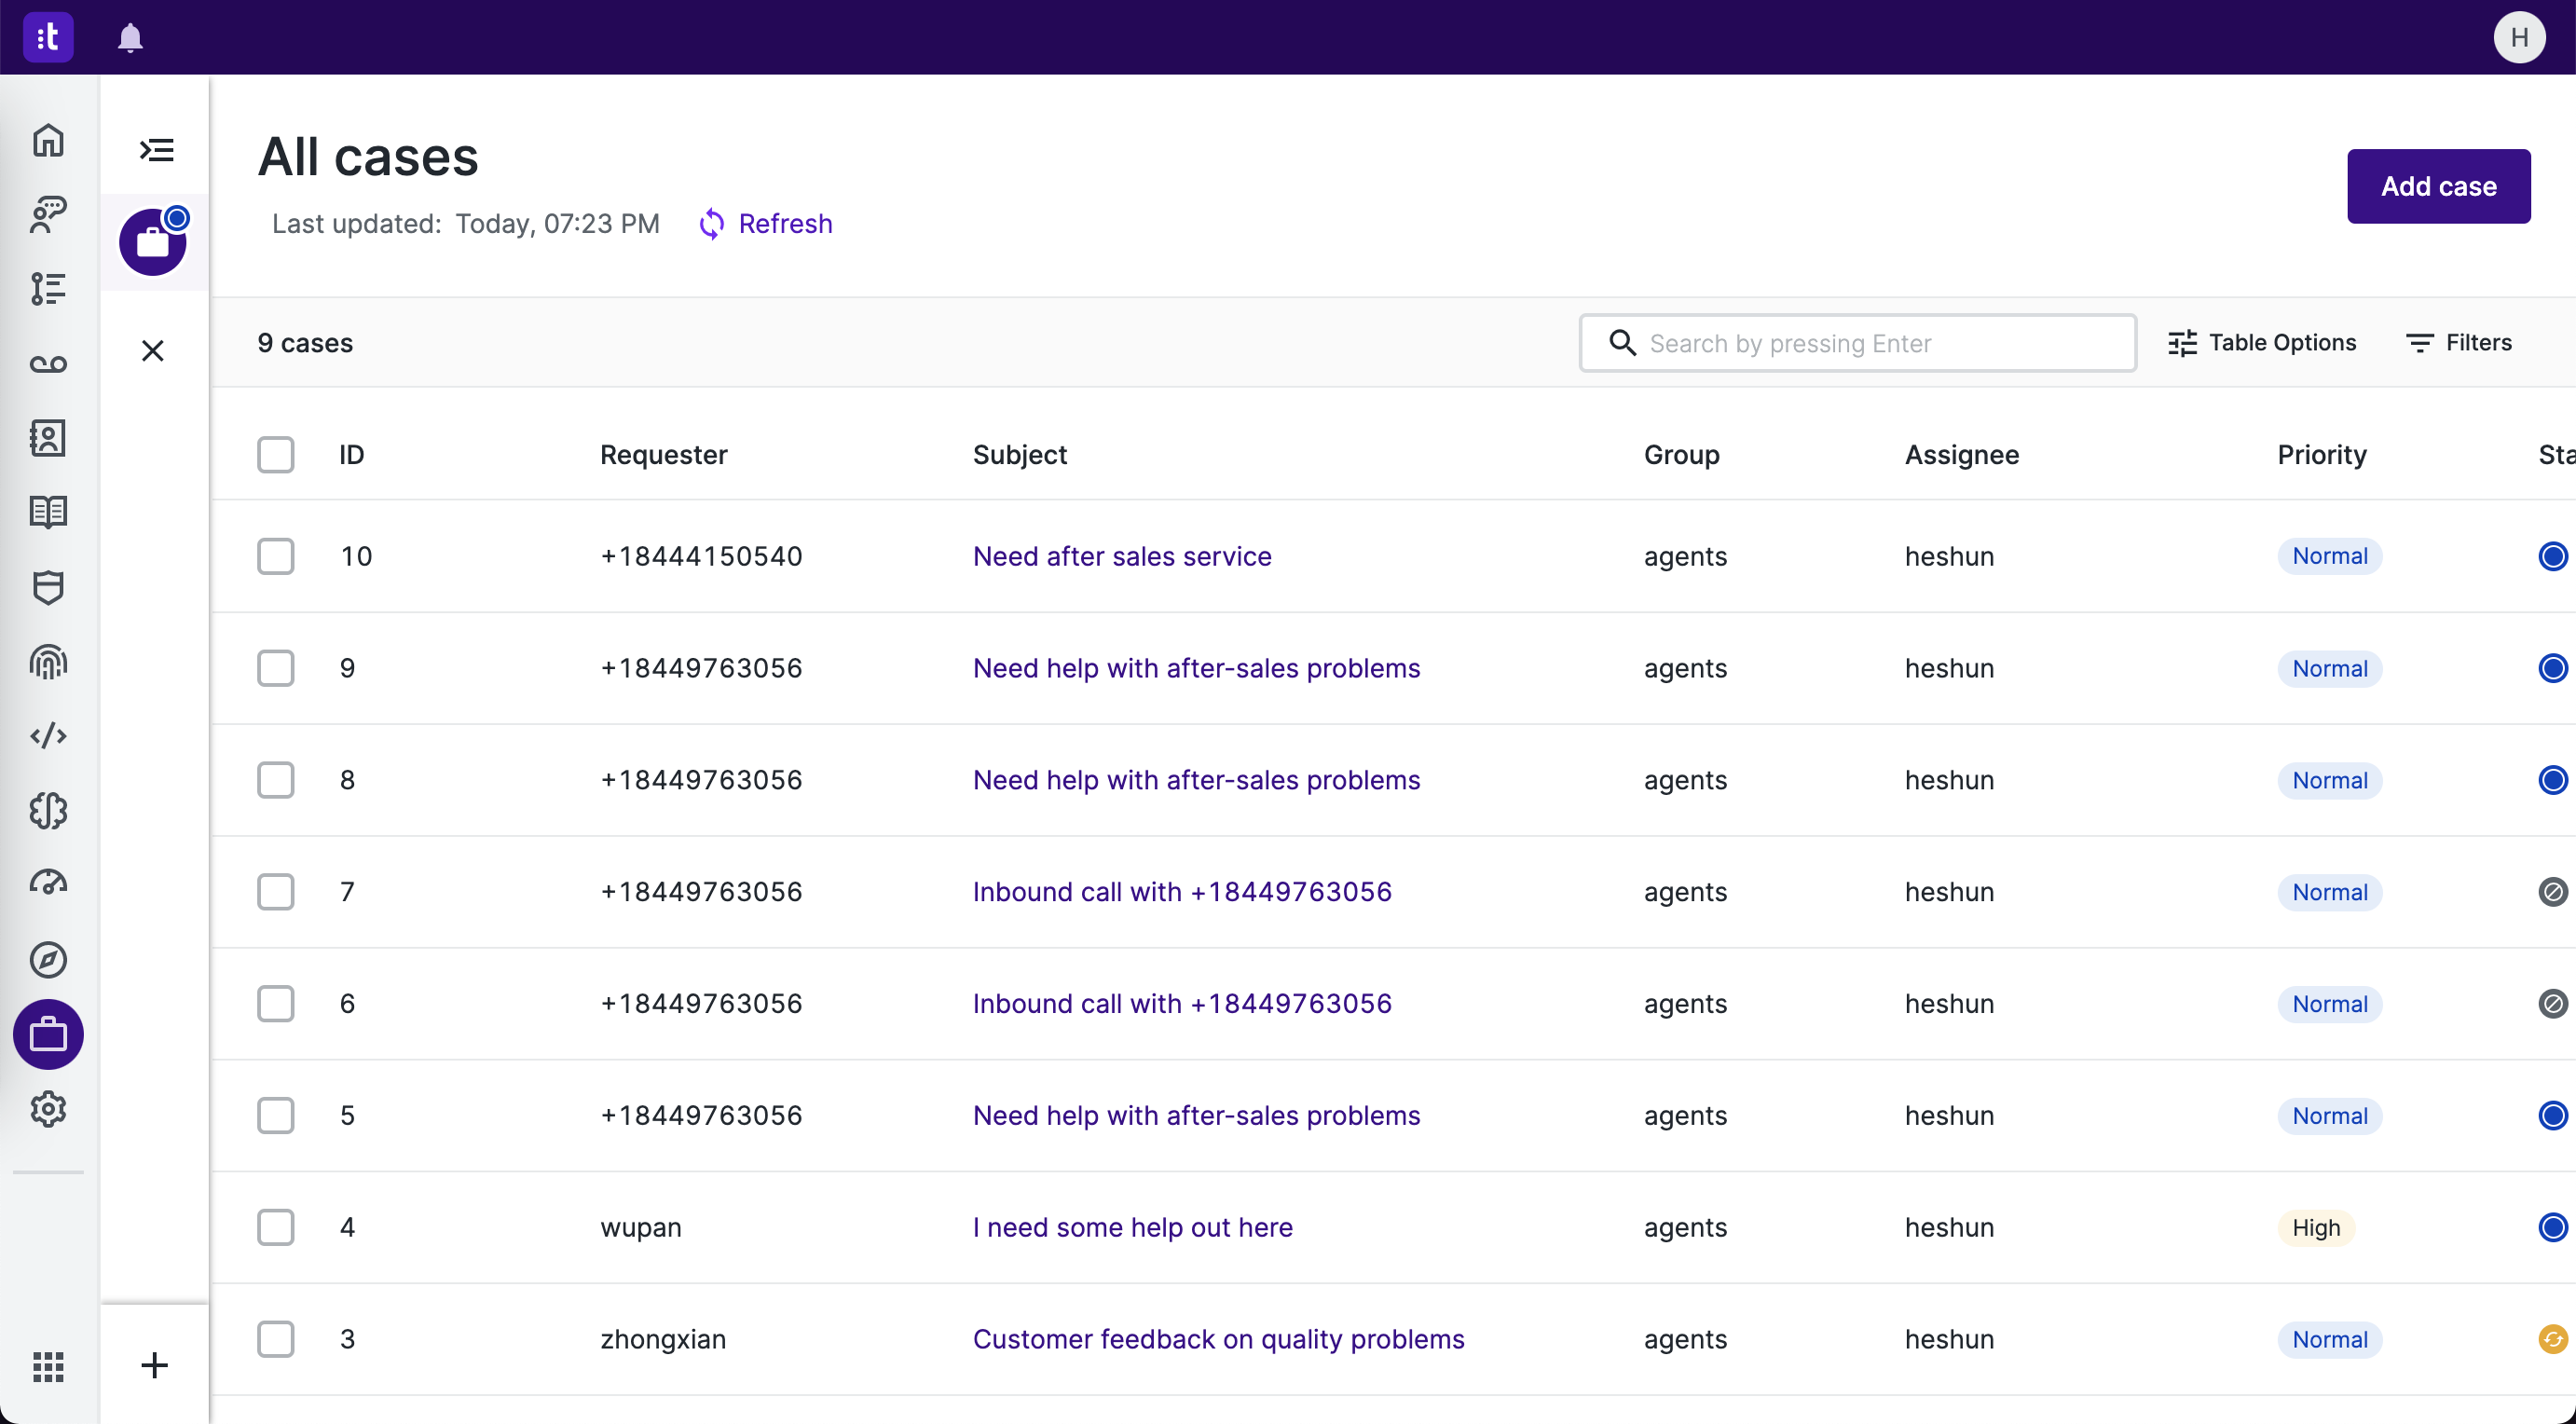 :t
H
All cases
Add case
Last updated: Today, 07:23 PM Refresh
9 cases
Search by pressing Enter
Table Options
Filters
ID Requester Subject Group Assignee Priority Sta
10 +18444150540 Need after sales service agents heshun Normal
9 +18449763056 Need help with after-sales problems agents heshun Normal
8 +18449763056 Need help with after-sales problems agents heshun Normal
7 +18449763056 Inbound call with +18449763056 agents heshun Normal
6 +18449763056 Inbound call with +18449763056 agents heshun Normal
5 +18449763056 Need help with after-sales problems agents heshun Normal
4 wupan I need some help out here agents heshun High
3 zhongxian Customer feedback on quality problems agents heshun Normal